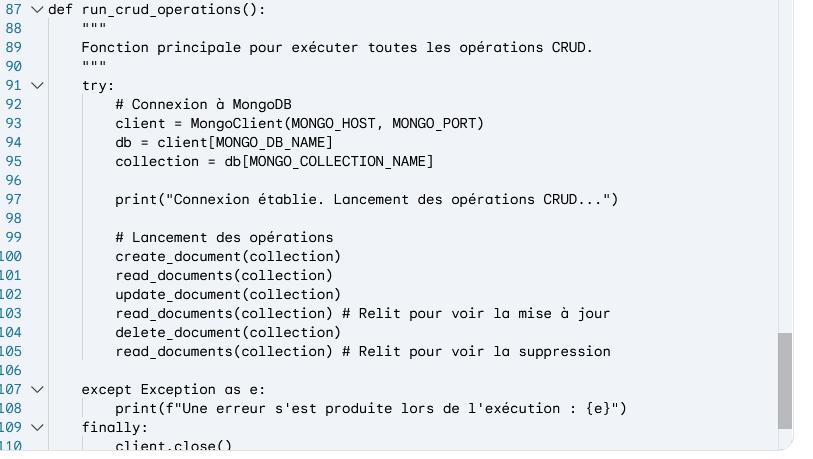 87 def run_crud_operations():
88     """
89     Fonction principale pour exécuter toutes les opérations CRUD.
90     """
91     try:
92         # Connexion à MongoDB
93         client = MongoClient(MONGO_HOST, MONGO_PORT)
94         db = client[MONGO_DB_NAME]
95         collection = db[MONGO_COLLECTION_NAME]
96
97         print("Connexion établie. Lancement des opérations CRUD...")
98
99         # Lancement des opérations
100         create_document(collection)
101         read_documents(collection)
102         update_document(collection)
103         read_documents(collection) # Relit pour voir la mise à jour
104         delete_document(collection)
105         read_documents(collection) # Relit pour voir la suppression
106
107     except Exception as e:
108         print(f"Une erreur s'est produite lors de l'exécution : {e}")
109     finally:
110         client.close()